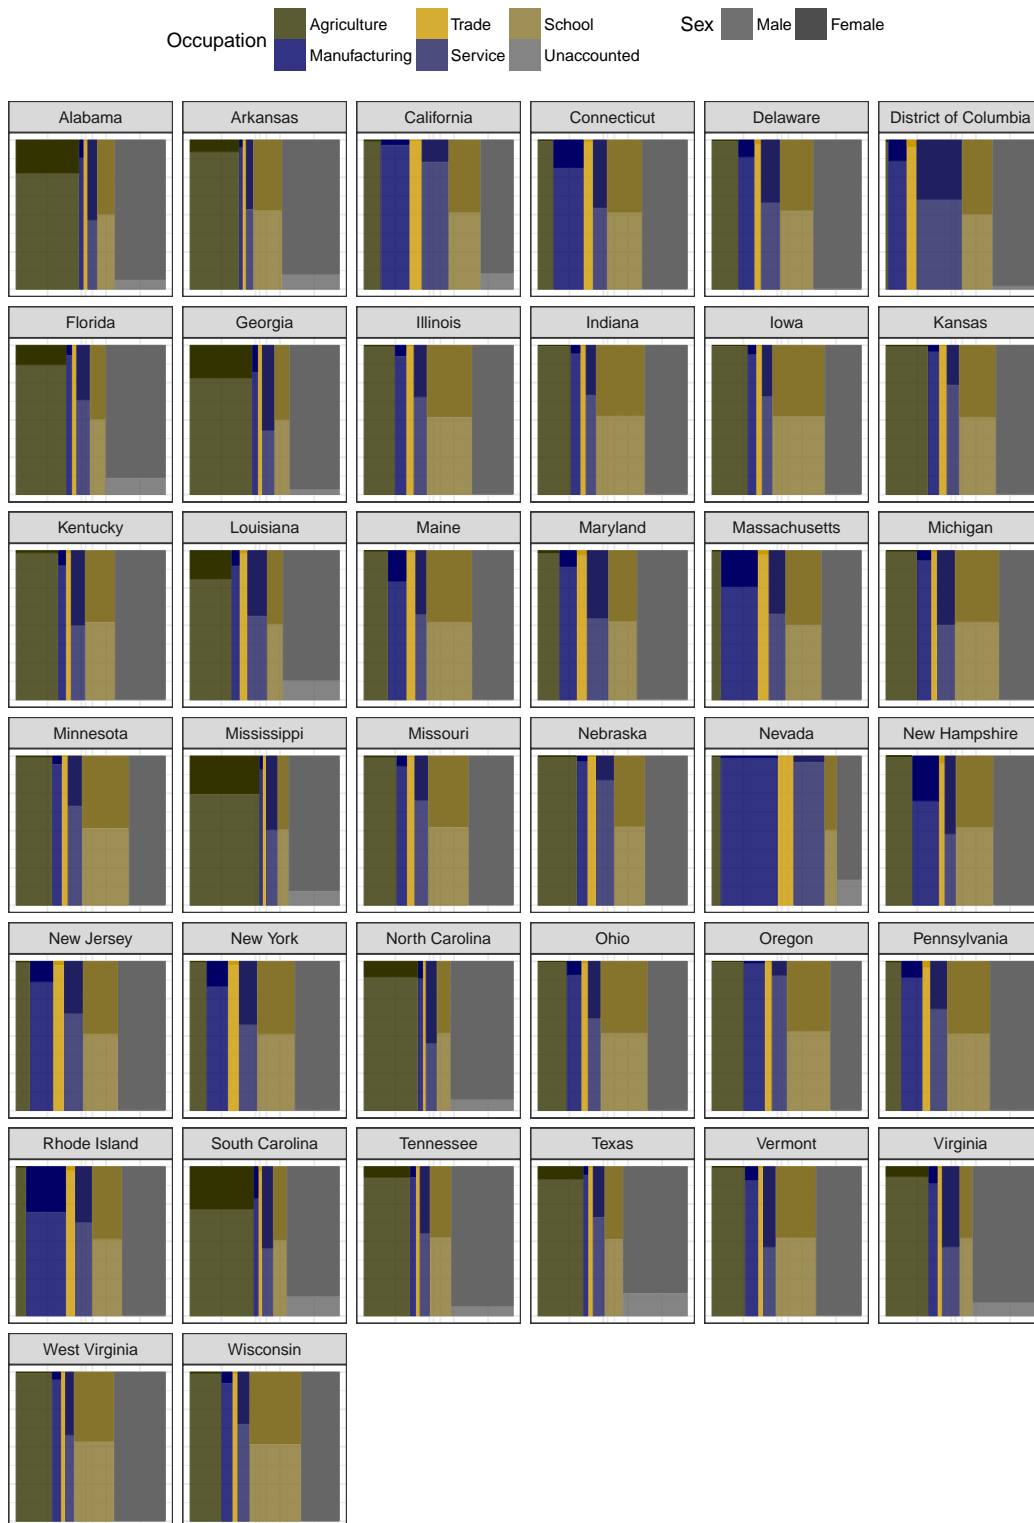 Occupation
Agriculture
Manufacturing
Trade
Service
School
Unaccounted
Sex
Male
Female
Alabama
Arkansas
California
Connecticut
Delaware
District of Columbia
Florida
Georgia
Illinois
Indiana
Iowa
Kansas
Kentucky
Louisiana
Maine
Maryland
Massachusetts
Michigan
Minnesota
Mississippi
Missouri
Nebraska
Nevada
New Hampshire
New Jersey
New York
North Carolina
Ohio
Oregon
Pennsylvania
Rhode Island
South Carolina
Tennessee
Texas
Vermont
Virginia
West Virginia
Wisconsin